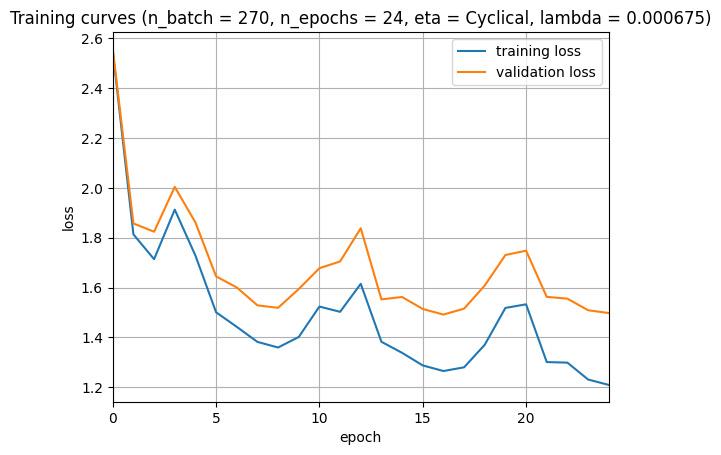 Training curves (n_batch = 270, n_epochs = 24, eta = Cyclical, lambda = 0.000675)
training loss
validation loss
2.6
2.4
2.2
2.0
1.8
1.6
1.4
1.2
loss
0 5 10 15 20
epoch